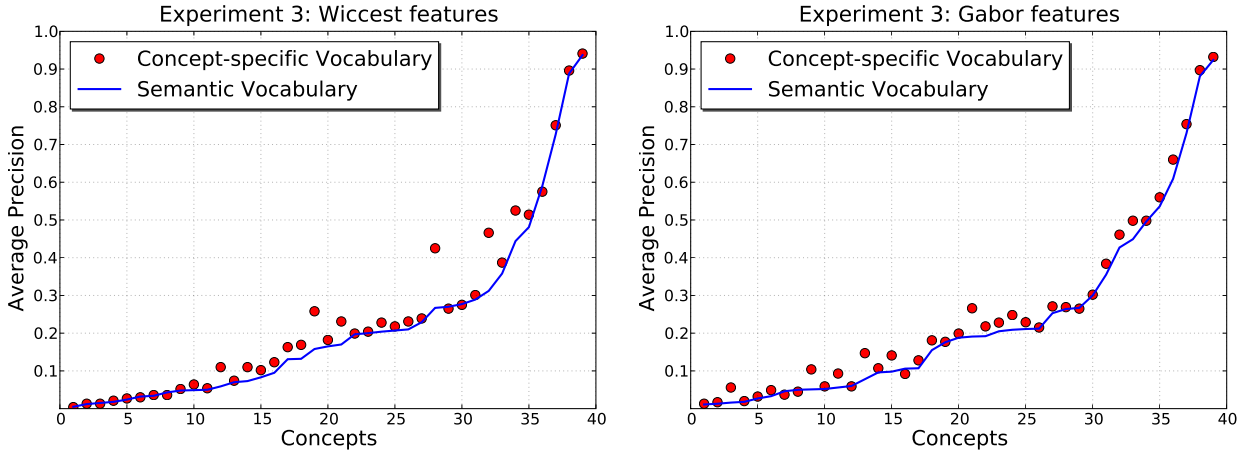 Experiment 3: Wiccest features
1.0
0.9
0.8
0.7
0.6
0.5
0.4
0.3
0.2
0.1
Average Precision
Concept-specific Vocabulary
Semantic Vocabulary
0 5 10 15 20 25 30 35 40
Concepts
Experiment 3: Gabor features
1.0
0.9
0.8
0.7
0.6
0.5
0.4
0.3
0.2
0.1
Average Precision
Concept-specific Vocabulary
Semantic Vocabulary
0 5 10 15 20 25 30 35 40
Concepts